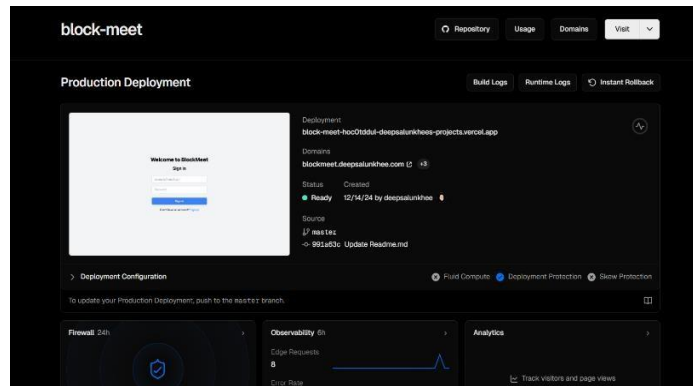 block-meet
Repository
Usage
Domains
Visit
Production Deployment
Build Logs
Runtime Logs
Instant Rollback
Welcome to BlockMeet
Sign in
Deployment
block-meet-hoc0tddul-deepsalunkhees-projects.vercel.app
Domains
blockmeet.deepsalunkhee.com +3
Status Created
Ready 12/14/24 by deepsalunkhee
Source
master
991a63c Update Readme.md
Deployment Configuration
Fluid Compute Deployment Protection Skew Protection
To update your Production Deployment, push to the master branch.
Firewall 24h
Observability 6h
Edge Requests
8
Error Rate
Analytics
Track visitors and page views